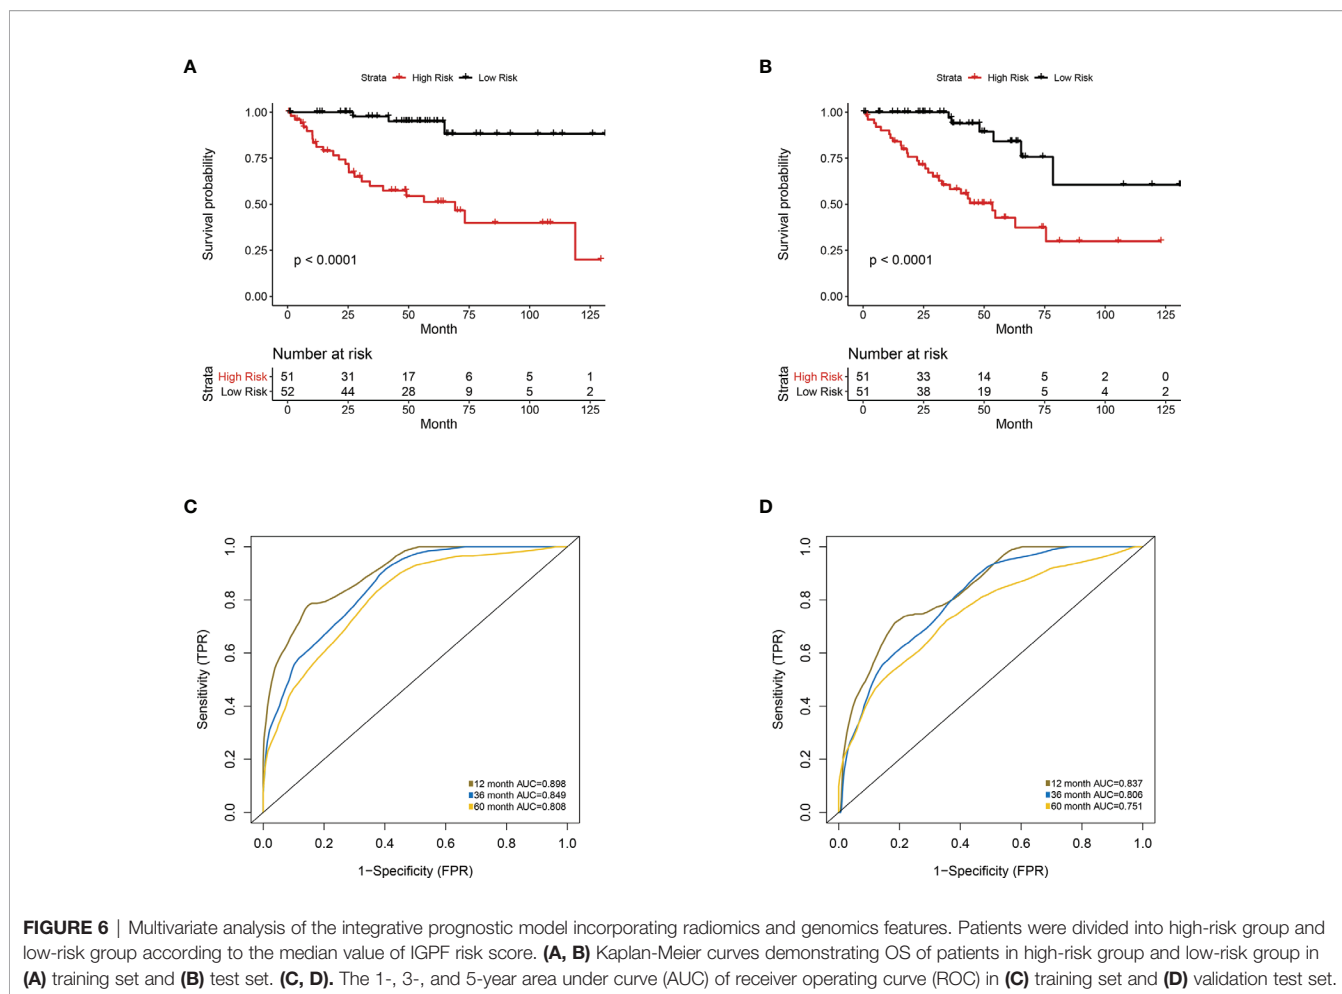 A
Strata High Risk Low Risk
1.00
0.75
0.50
0.25
0.00
Survival probability
p < 0.0001
0 25 50 75 100 125
Month
Number at risk
Strata
High Risk 51 31 17 6 5 1
Low Risk 52 44 28 9 5 2
0 25 50 75 100 125
Month
B
Strata High Risk Low Risk
1.00
0.75
0.50
0.25
0.00
Survival probability
p < 0.0001
0 25 50 75 100 125
Month
Number at risk
Strata
High Risk 51 33 14 5 2 0
Low Risk 51 38 19 5 4 2
0 25 50 75 100 125
Month
C
1.0
0.8
0.6
0.4
0.2
0.0
Sensitivity (TPR)
12 month AUC=0.898
36 month AUC=0.849
60 month AUC=0.808
0.0 0.2 0.4 0.6 0.8 1.0
1−Specificity (FPR)
D
1.0
0.8
0.6
0.4
0.2
0.0
Sensitivity (TPR)
12 month AUC=0.837
36 month AUC=0.806
60 month AUC=0.751
0.0 0.2 0.4 0.6 0.8 1.0
1−Specificity (FPR)
FIGURE 6 | Multivariate analysis of the integrative prognostic model incorporating radiomics and genomics features. Patients were divided into high-risk group and
low-risk group according to the median value of IGPF risk score. (A, B) Kaplan-Meier curves demonstrating OS of patients in high-risk group and low-risk group in
(A) training set and (B) test set. (C, D). The 1-, 3-, and 5-year area under curve (AUC) of receiver operating curve (ROC) in (C) training set and (D) validation test set.